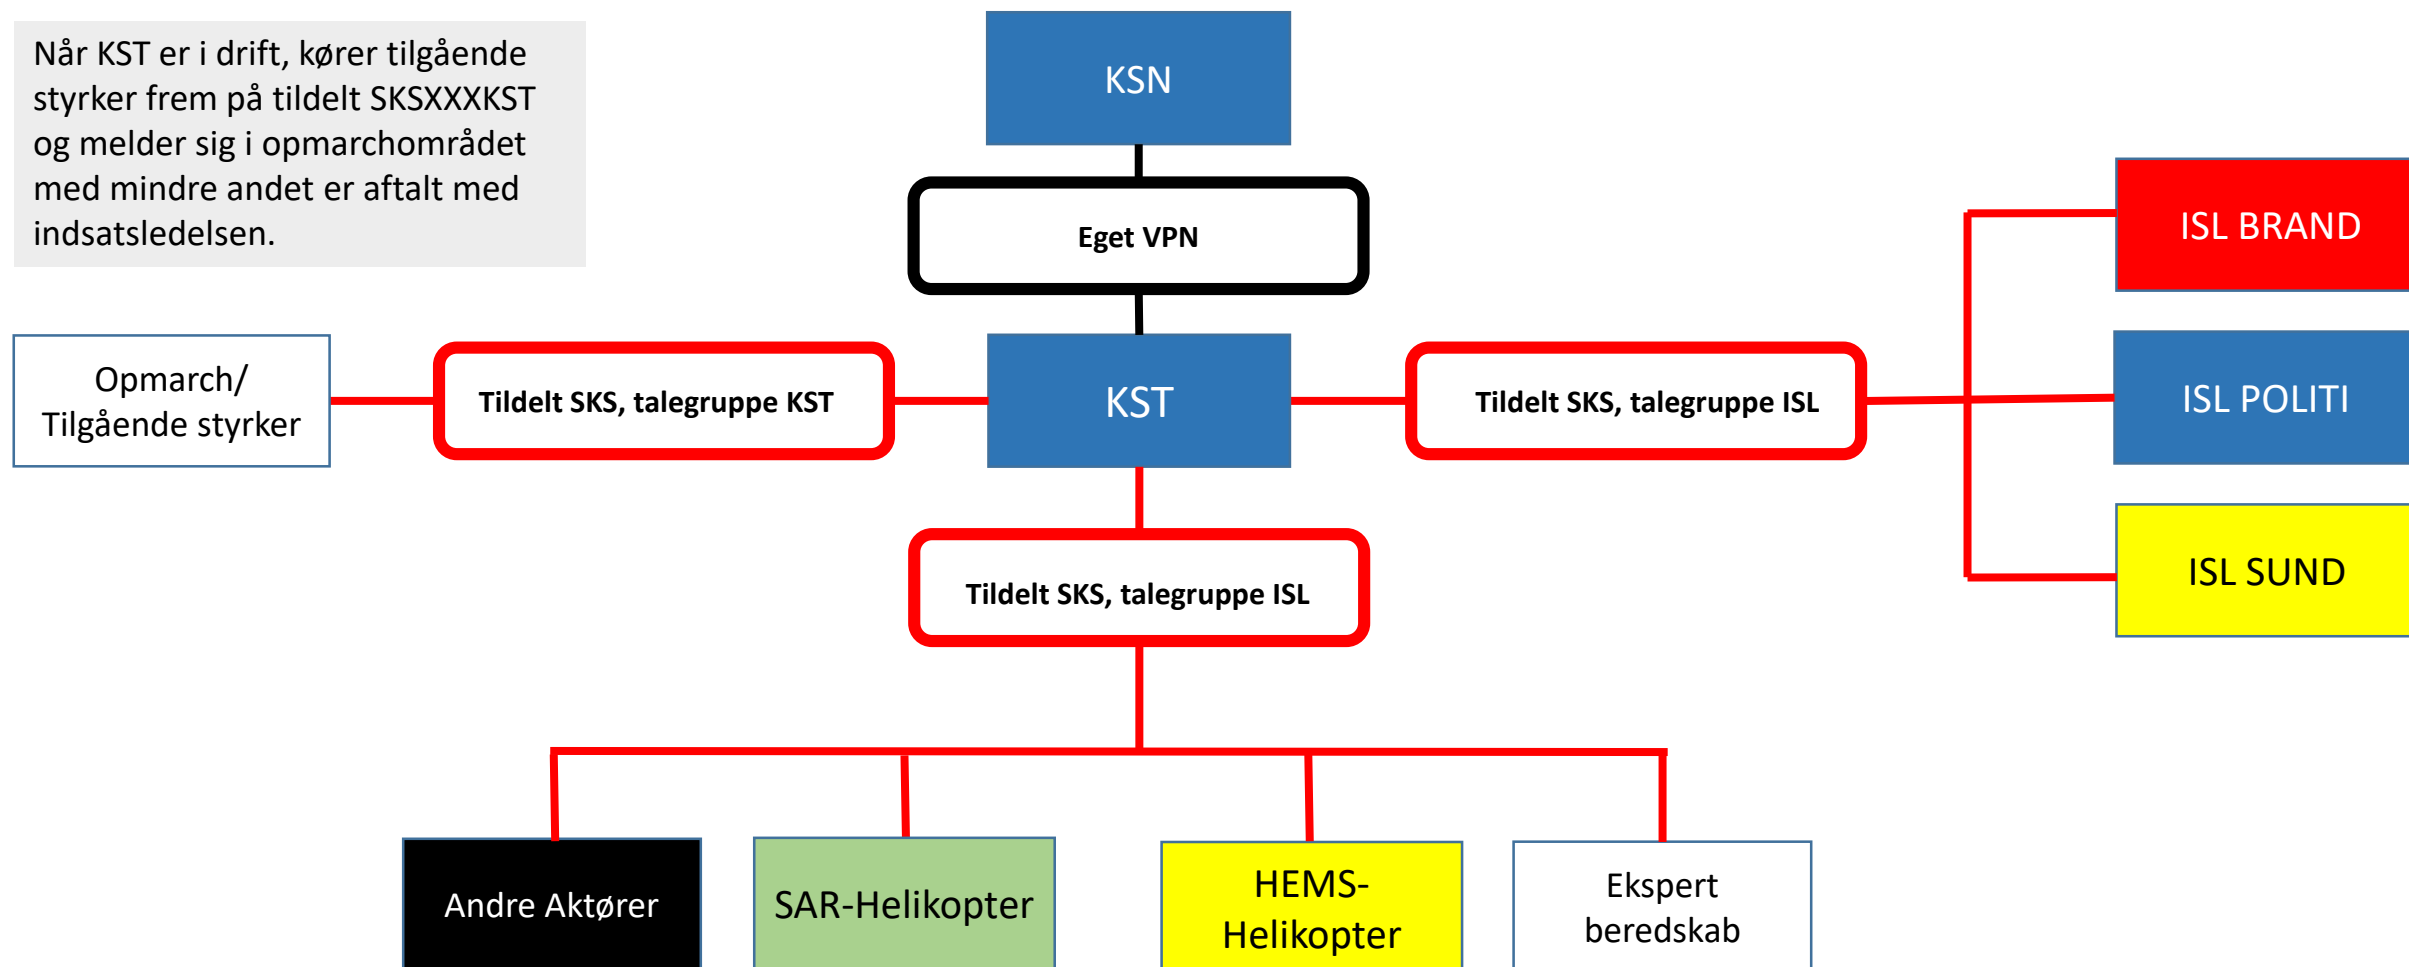 Når KST er i drift, kører tilgående
styrker frem på tildelt SKSXXXKST
og melder sig i opmarchområdet
med mindre andet er aftalt med
indsatsledelsen.
KSN
Eget VPN
ISL BRAND
Opmarch/
Tilgående styrker
Tildelt SKS, talegruppe KST
KST
Tildelt SKS, talegruppe ISL
ISL POLITI
ISL SUND
Tildelt SKS, talegruppe ISL
Andre Aktører
SAR-Helikopter
HEMS-
Helikopter
Ekspert
beredskab